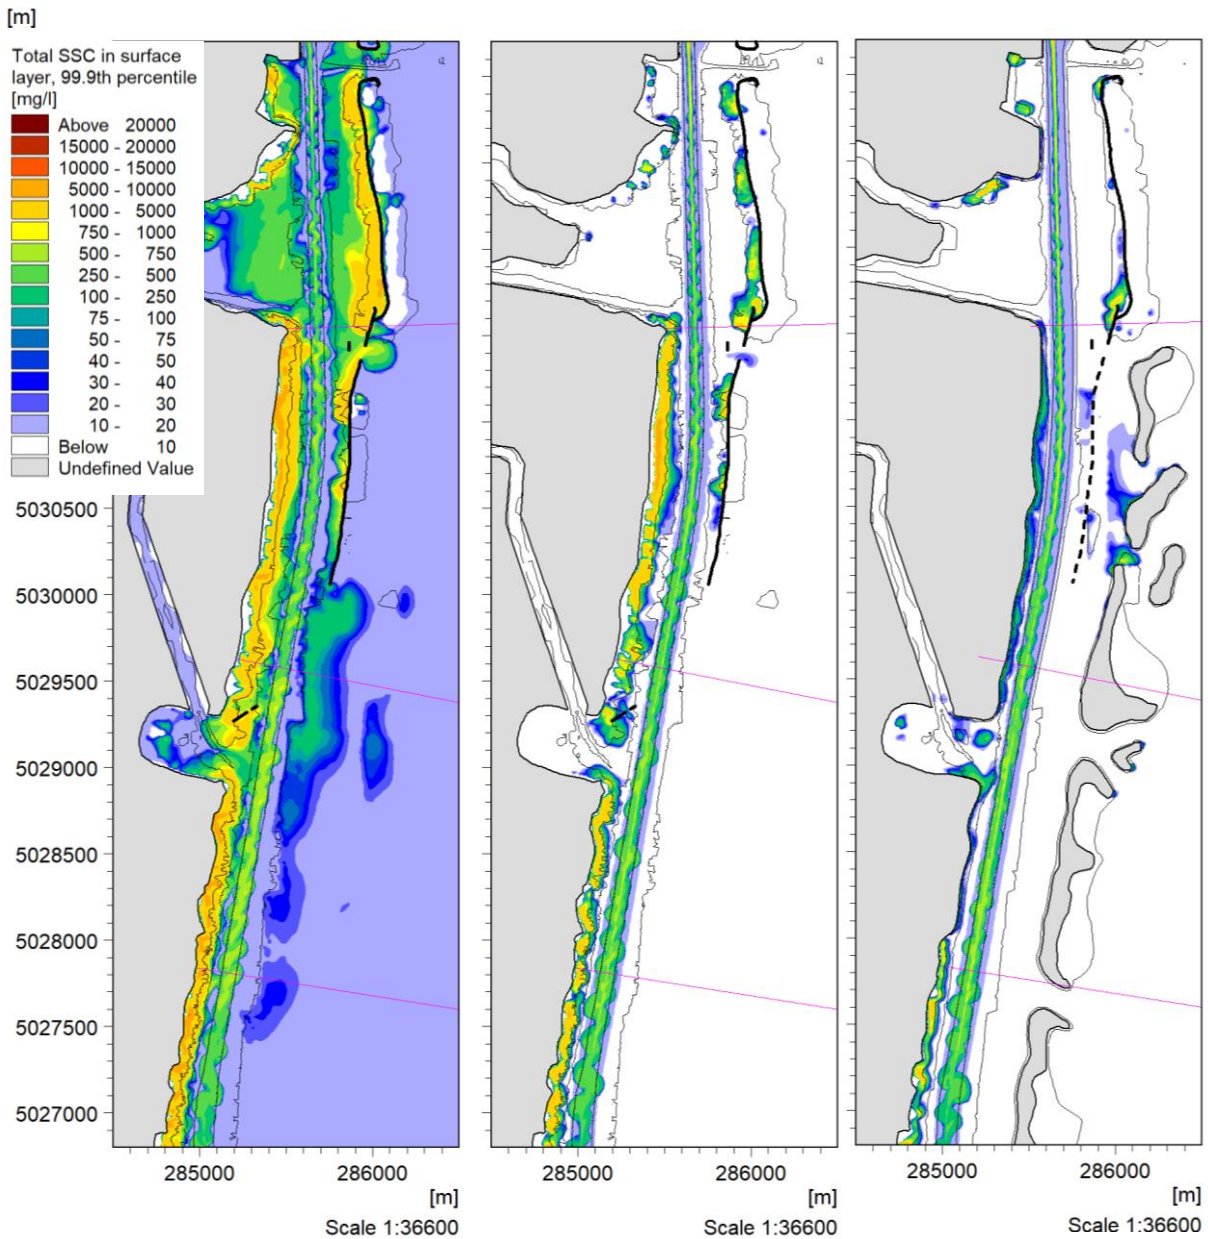 [m]
Total SSC in surface
layer, 99.9th percentile
[mg/l]
Above 20000
15000 - 20000
10000 - 15000
5000 - 10000
1000 - 5000
750 - 1000
500 - 750
250 - 500
100 - 250
75 - 100
50 - 75
40 - 50
30 - 40
20 - 30
10 - 20
Below 10
Undefined Value
5030500
5030000
5029500
5029000
5028500
5028000
5027500
5027000
285000 286000
[m]
Scale 1:36600
285000 286000
[m]
Scale 1:36600
285000 286000
[m]
Scale 1:36600